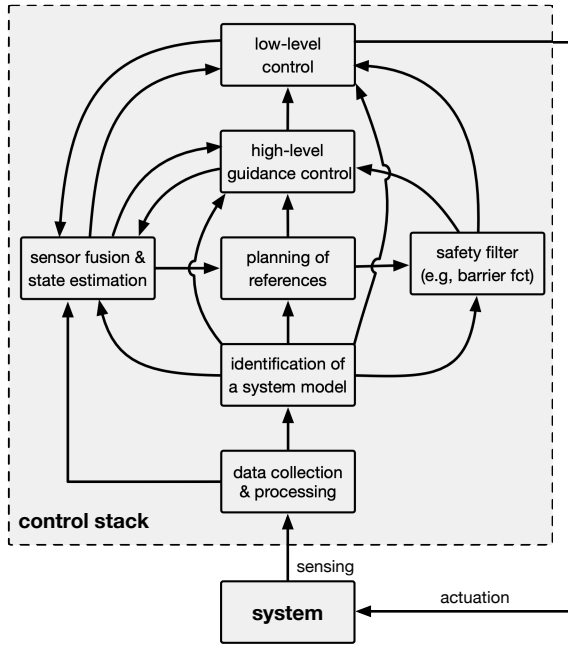 low-level
control
high-level
guidance control
sensor fusion &
state estimation
planning of
references
safety filter
(e.g, barrier fct)
identification of
a system model
data collection
& processing
control stack
sensing
system
actuation